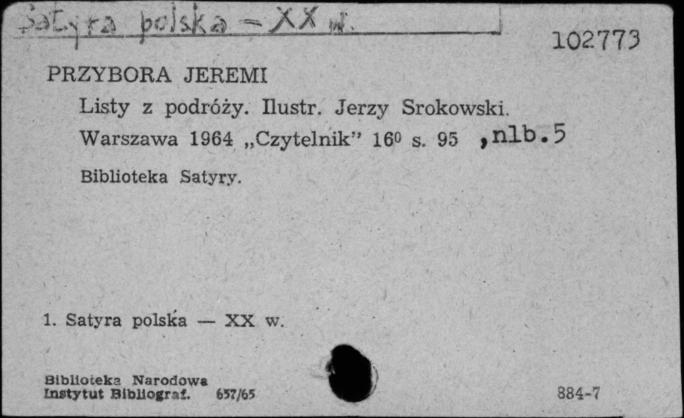 Satyra polska - XX w.
102773
PRZYBORA JEREMI
Listy z podróży. Ilustr. Jerzy Srokowski.
Warszawa 1964 „Czytelnik” 16⁰ s. 95 ,nlb.5
Biblioteka Satyry.
1. Satyra polska — XX w.
Biblioteka Narodowa
Instytut Bibliograf. 657/65
884-7